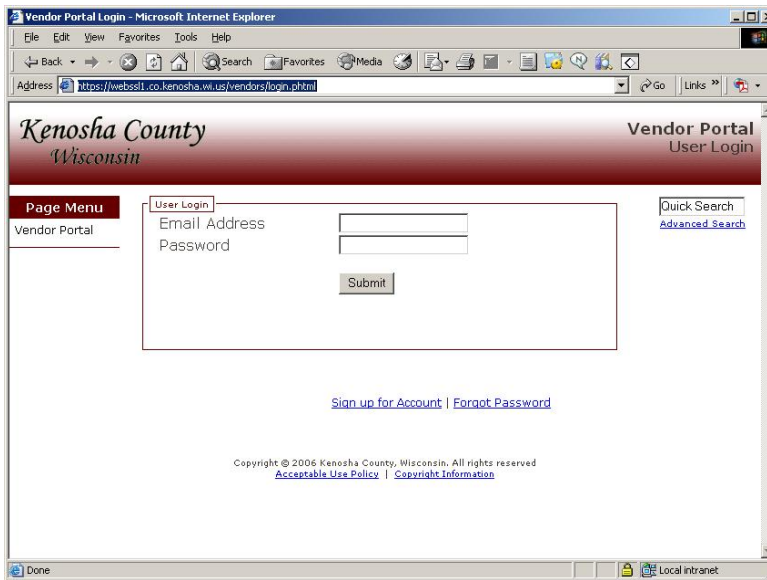 Vendor Portal Login - Microsoft Internet Explorer
File Edit View Favorites Tools Help
Back Search Favorites Media
Address https://webssl1.co.kenosha.wi.us/vendors/login.phtml Go Links »
Kenosha County
Wisconsin
Vendor Portal
User Login
Page Menu
Vendor Portal
User Login
Email Address
Password
Submit
Quick Search
Advanced Search
Sign up for Account | Forgot Password
Copyright © 2006 Kenosha County, Wisconsin. All rights reserved
Acceptable Use Policy | Copyright Information
Done Local intranet